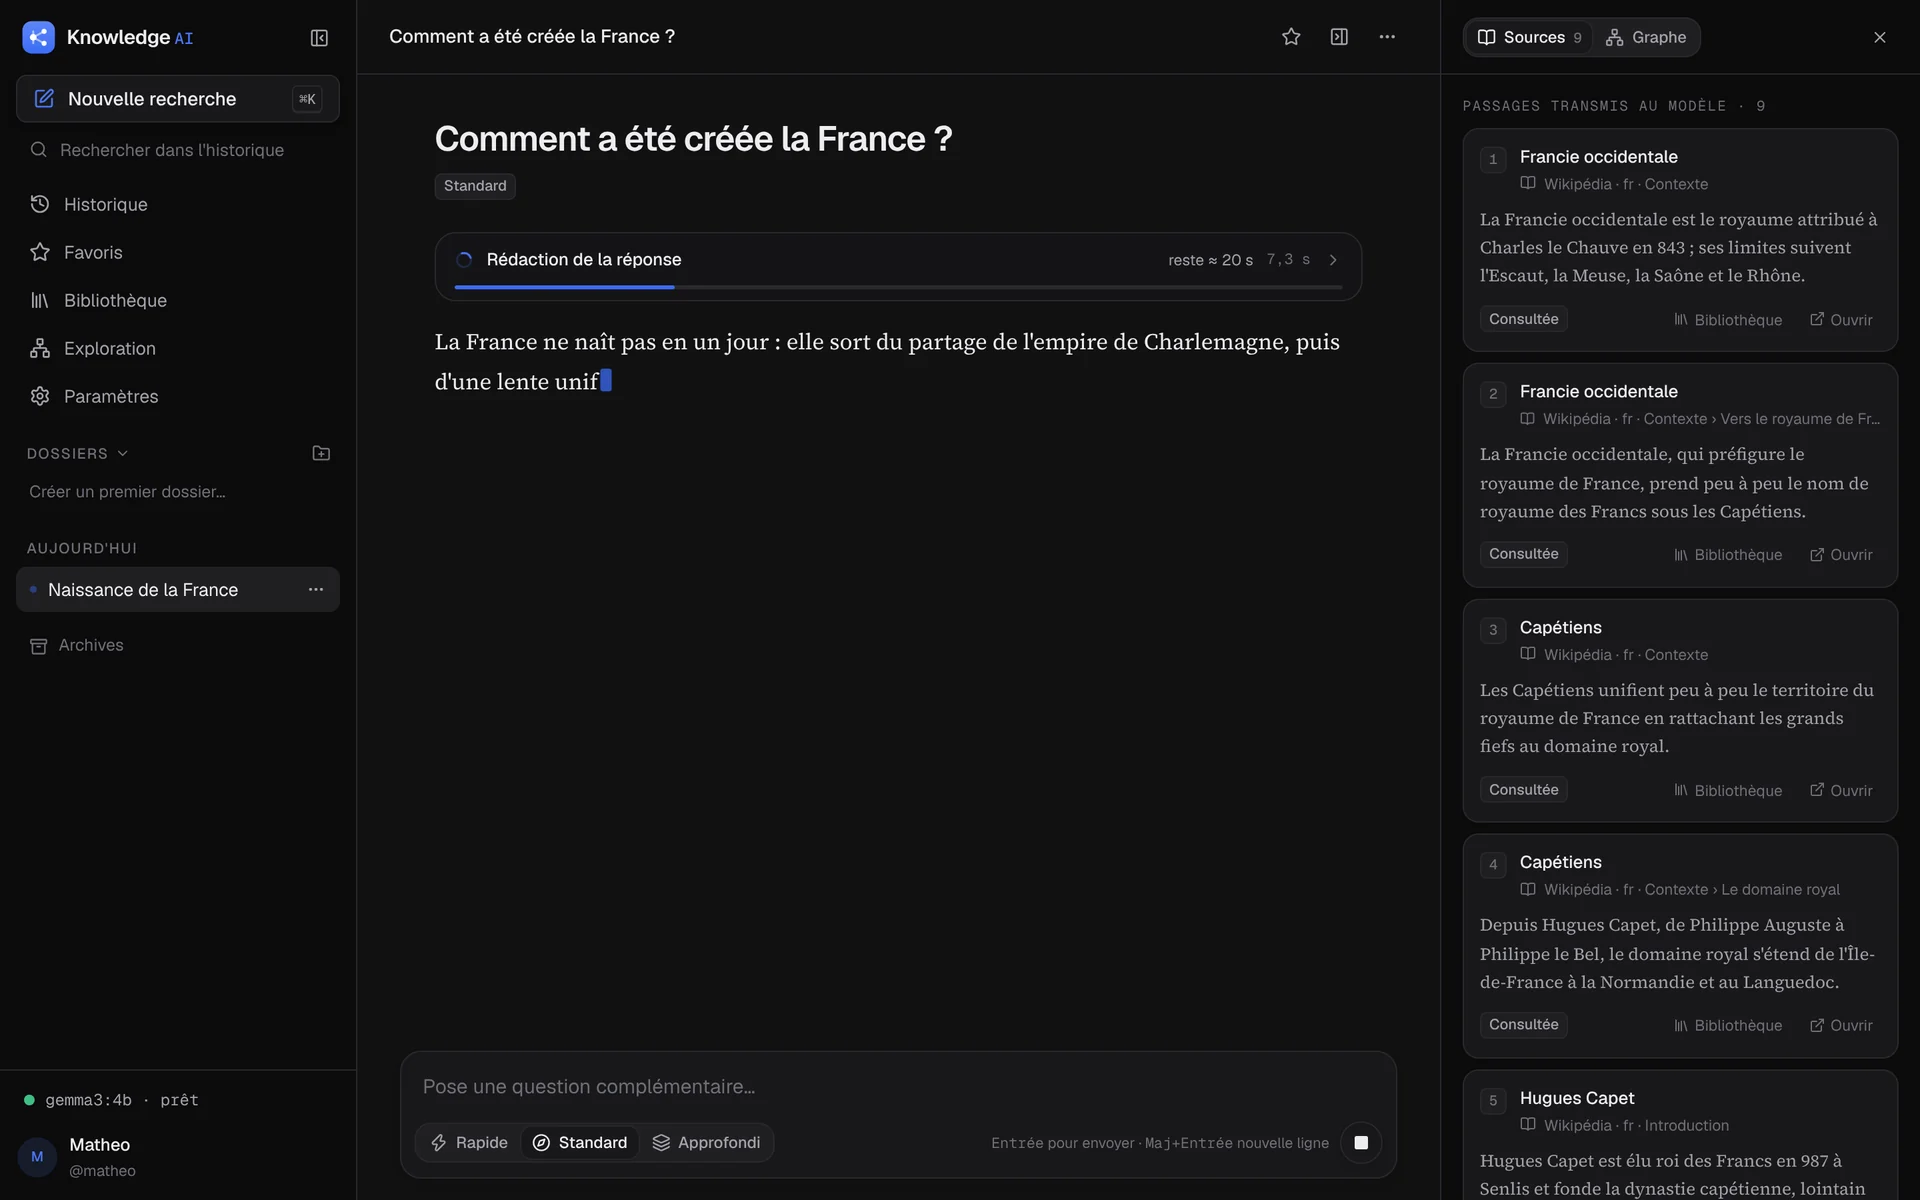 Knowledge AI
Nouvelle recherche ⌘K
Rechercher dans l'historique
Historique
Favoris
Bibliothèque
Exploration
Paramètres
DOSSIERS
Créer un premier dossier…
AUJOURD'HUI
Naissance de la France
Archives
gemma3:4b · prêt
M
Matheo
@matheo
Comment a été créée la France ?
Comment a été créée la France ?
Standard
Rédaction de la réponse reste ≈ 20 s 7,3 s
La France ne naît pas en un jour : elle sort du partage de l'empire de Charlemagne, puis
d'une lente unif
Pose une question complémentaire…
Rapide Standard Approfondi Entrée pour envoyer · Maj+Entrée nouvelle ligne
Sources 9 Graphe
PASSAGES TRANSMIS AU MODÈLE · 9
1 Francie occidentale
Wikipédia · fr · Contexte
La Francie occidentale est le royaume attribué à
Charles le Chauve en 843 ; ses limites suivent
l'Escaut, la Meuse, la Saône et le Rhône.
Consultée Bibliothèque Ouvrir
2 Francie occidentale
Wikipédia · fr · Contexte › Vers le royaume de Fr…
La Francie occidentale, qui préfigure le
royaume de France, prend peu à peu le nom de
royaume des Francs sous les Capétiens.
Consultée Bibliothèque Ouvrir
3 Capétiens
Wikipédia · fr · Contexte
Les Capétiens unifient peu à peu le territoire du
royaume de France en rattachant les grands
fiefs au domaine royal.
Consultée Bibliothèque Ouvrir
4 Capétiens
Wikipédia · fr · Contexte › Le domaine royal
Depuis Hugues Capet, de Philippe Auguste à
Philippe le Bel, le domaine royal s'étend de l'Île-
de-France à la Normandie et au Languedoc.
Consultée Bibliothèque Ouvrir
5 Hugues Capet
Wikipédia · fr · Introduction
Hugues Capet est élu roi des Francs en 987 à
Senlis et fonde la dynastie capétienne, lointain